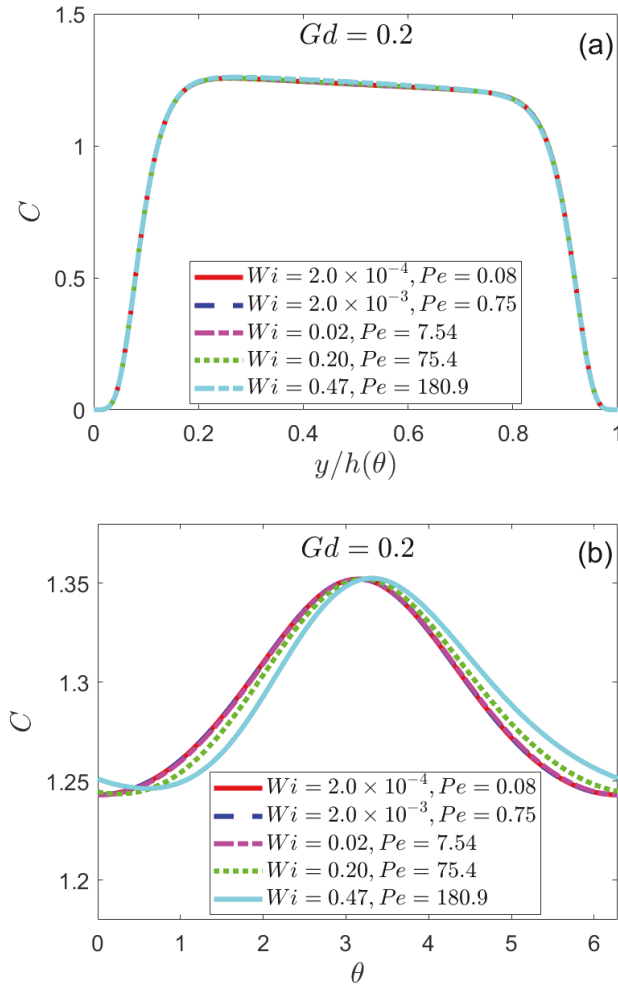 Gd = 0.2
(a)
1.5
1
0.5
0
C
Wi = 2.0 × 10⁻⁴, Pe = 0.08
Wi = 2.0 × 10⁻³, Pe = 0.75
Wi = 0.02, Pe = 7.54
Wi = 0.20, Pe = 75.4
Wi = 0.47, Pe = 180.9
0 0.2 0.4 0.6 0.8 1
y/h(θ)
Gd = 0.2
(b)
1.35
1.3
1.25
1.2
C
Wi = 2.0 × 10⁻⁴, Pe = 0.08
Wi = 2.0 × 10⁻³, Pe = 0.75
Wi = 0.02, Pe = 7.54
Wi = 0.20, Pe = 75.4
Wi = 0.47, Pe = 180.9
0 1 2 3 4 5 6
θ